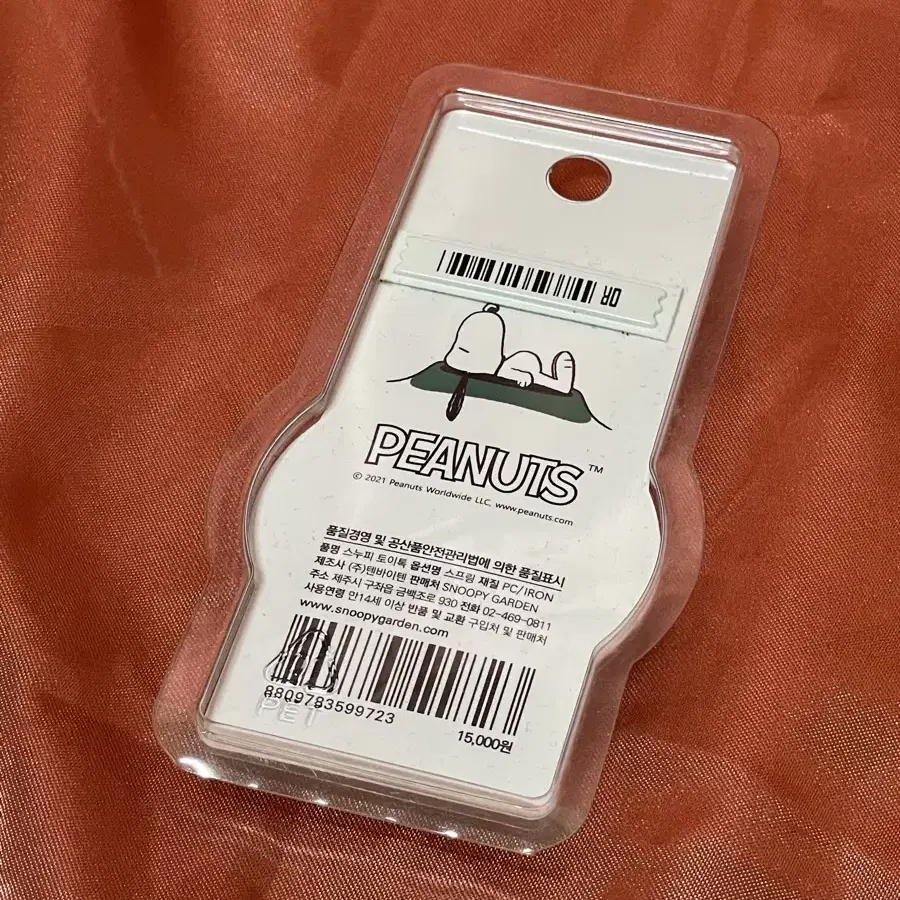 OR
PEANUTS™
© 2021 Peanuts Worldwide LLC, www.peanuts.com
품질경영 및 공산품안전관리법에 의한 품질표시
품명 스누피 토이톡 옵션명 스프링 재질 PC/IRON
제조사 (주)텐바이텐 판매처 SNOOPY GARDEN
주소 제주시 구좌읍 금백조로 930 전화 02-469-0811
사용연령 만14세 이상 반품 및 교환 구입처 및 판매처
www.snoopygarden.com
8809783599723
PET
15,000원